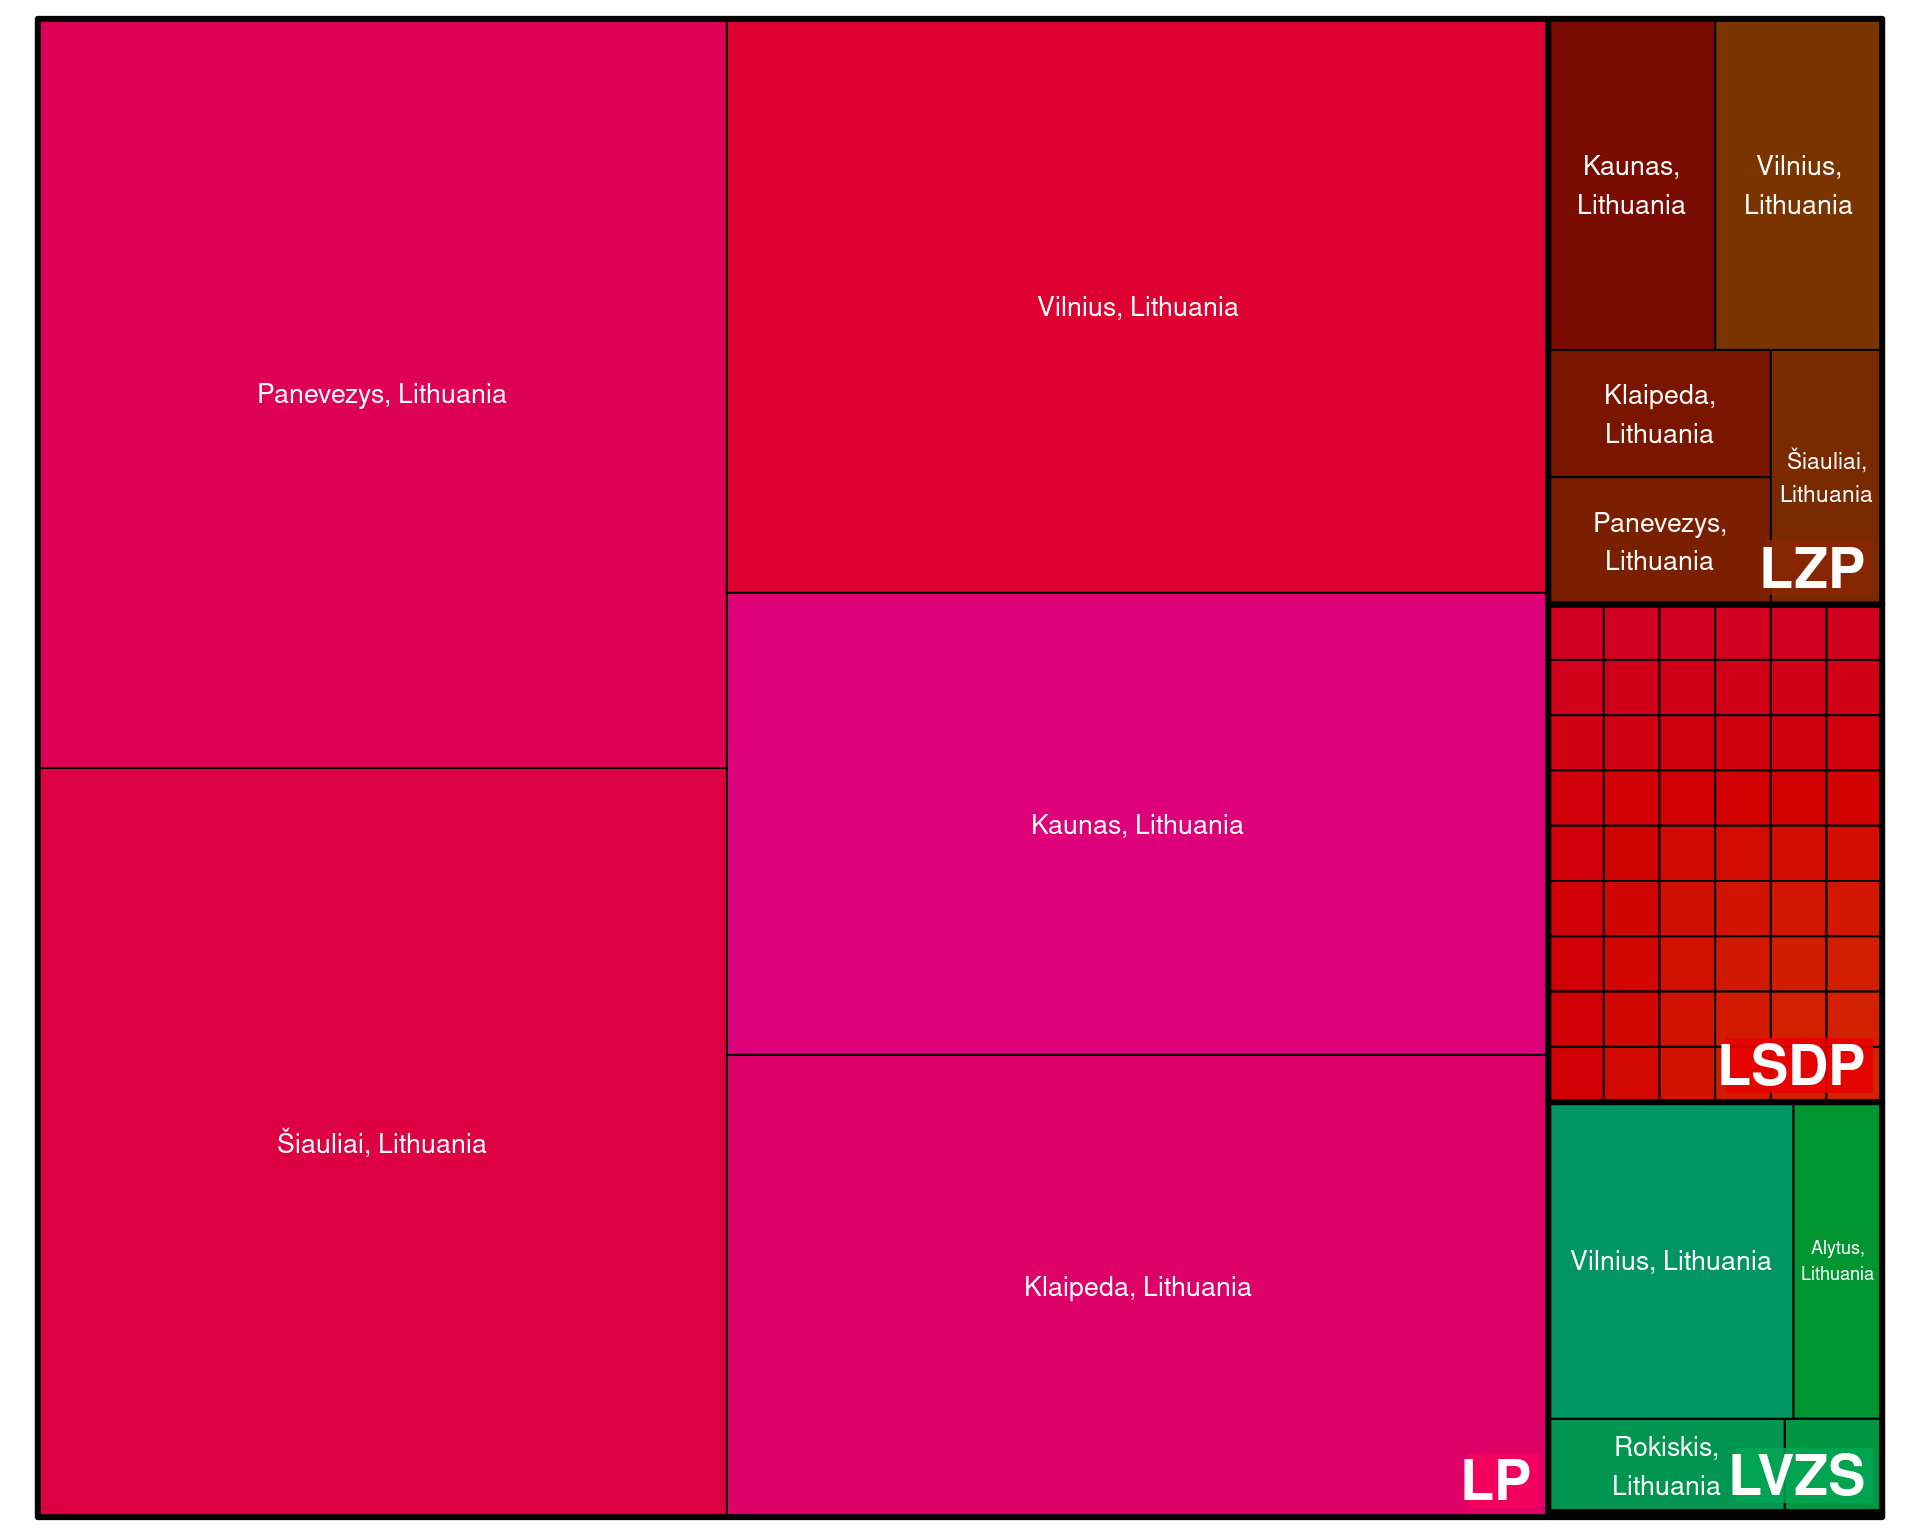 Panevezys, Lithuania
Šiauliai, Lithuania
Vilnius, Lithuania
Kaunas, Lithuania
Klaipeda, Lithuania
LP
Kaunas,
Lithuania
Vilnius,
Lithuania
Klaipeda,
Lithuania
Panevezys,
Lithuania
Šiauliai,
Lithuania
LZP
LSDP
Vilnius, Lithuania
Alytus,
Lithuania
Rokiskis,
Lithuania
LVZS